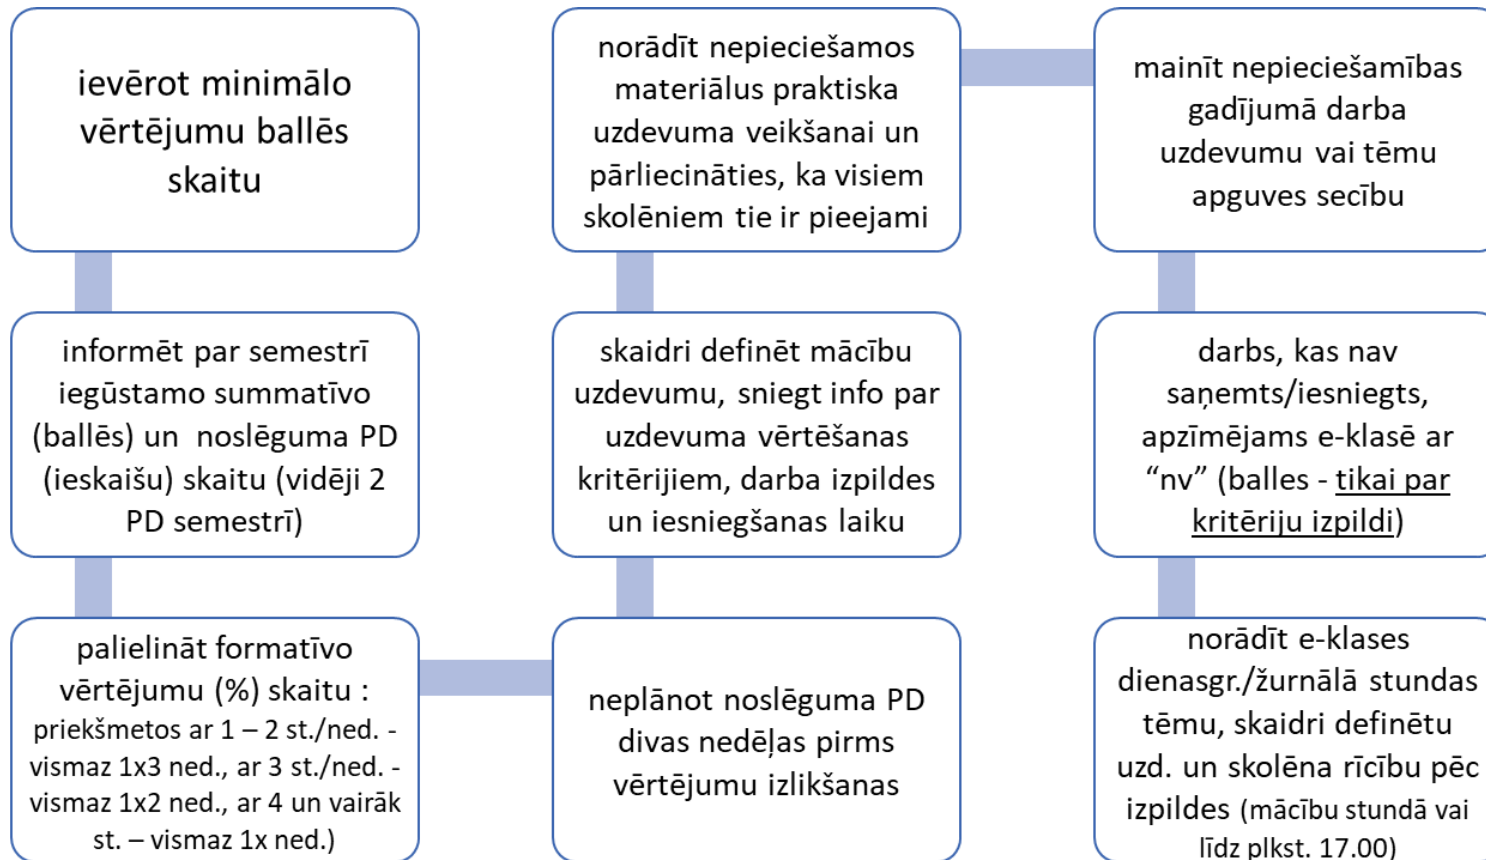 ievērot minimālo
vērtējumu ballēs
skaitu
informēt par semestrī
iegūstamo summatīvo
(ballēs) un noslēguma PD
(ieskaišu) skaitu (vidēji 2
PD semestrī)
palielināt formatīvo
vērtējumu (%) skaitu :
priekšmetos ar 1 – 2 st./ned. -
vismaz 1x3 ned., ar 3 st./ned. -
vismaz 1x2 ned., ar 4 un vairāk
st. – vismaz 1x ned.)
neplānot noslēguma PD
divas nedēļas pirms
vērtējumu izlikšanas
skaidri definēt mācību
uzdevumu, sniegt info par
uzdevuma vērtēšanas
kritērijiem, darba izpildes
un iesniegšanas laiku
norādīt nepieciešamos
materiālus praktiska
uzdevuma veikšanai un
pārliecināties, ka visiem
skolēniem tie ir pieejami
mainīt nepieciešamības
gadījumā darba
uzdevumu vai tēmu
apguves secību
darbs, kas nav
saņemts/iesniegts,
apzīmējams e-klasē ar
“nv” (balles - tikai par
kritēriju izpildi)
norādīt e-klases
dienasgr./žurnālā stundas
tēmu, skaidri definētu
uzd. un skolēna rīcību pēc
izpildes (mācību stundā vai
līdz plkst. 17.00)